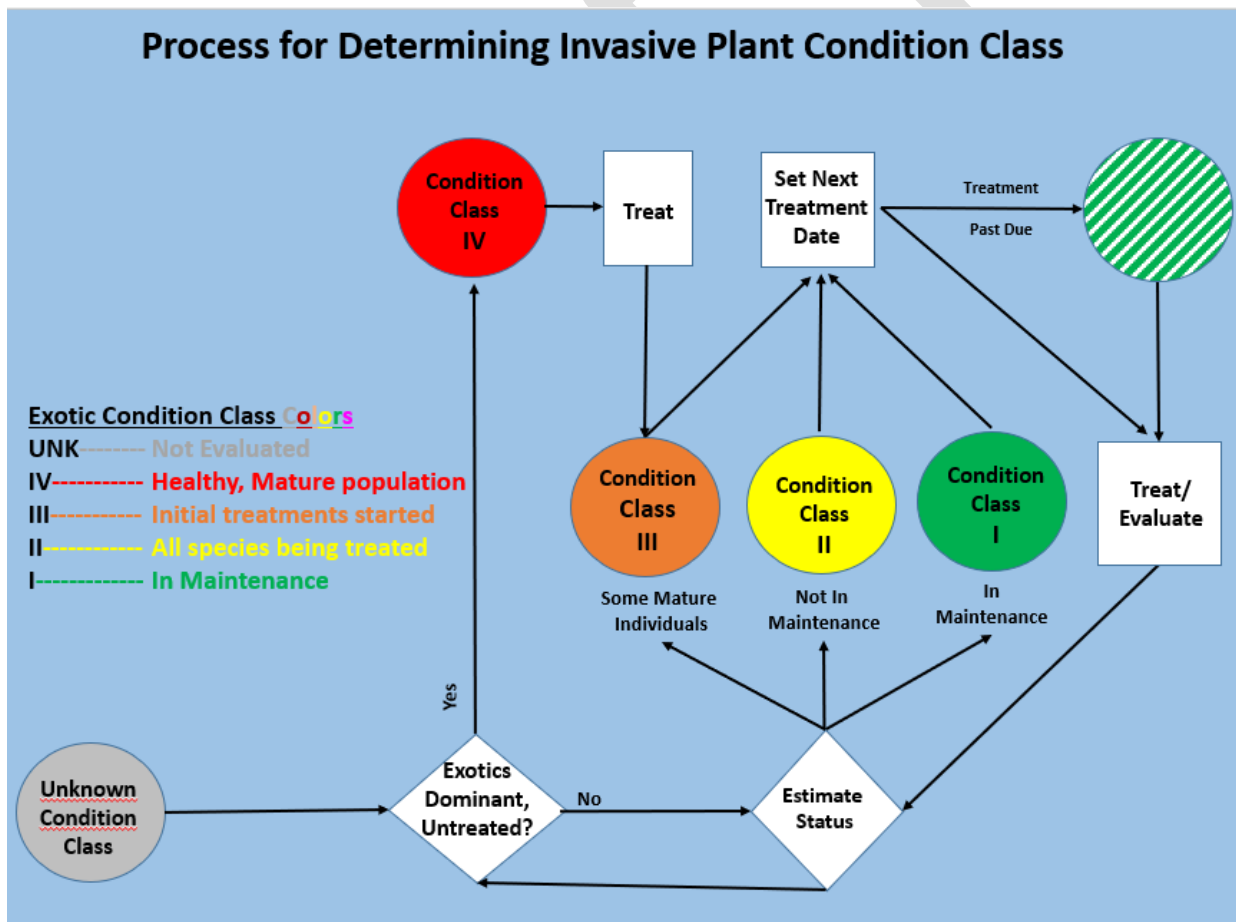 Process for Determining Invasive Plant Condition Class
Condition
Class
IV
Treat
Set Next
Treatment
Date
Treatment
Past Due
Exotic Condition Class Colors
UNK-------- Not Evaluated
IV----------- Healthy, Mature population
III----------- Initial treatments started
II------------ All species being treated
I------------- In Maintenance
Condition
Class
III
Condition
Class
II
Condition
Class
I
Treat/
Evaluate
Some Mature
Individuals
Not In
Maintenance
In
Maintenance
Yes
Unknown
Condition
Class
Exotics
Dominant,
Untreated?
No
Estimate
Status